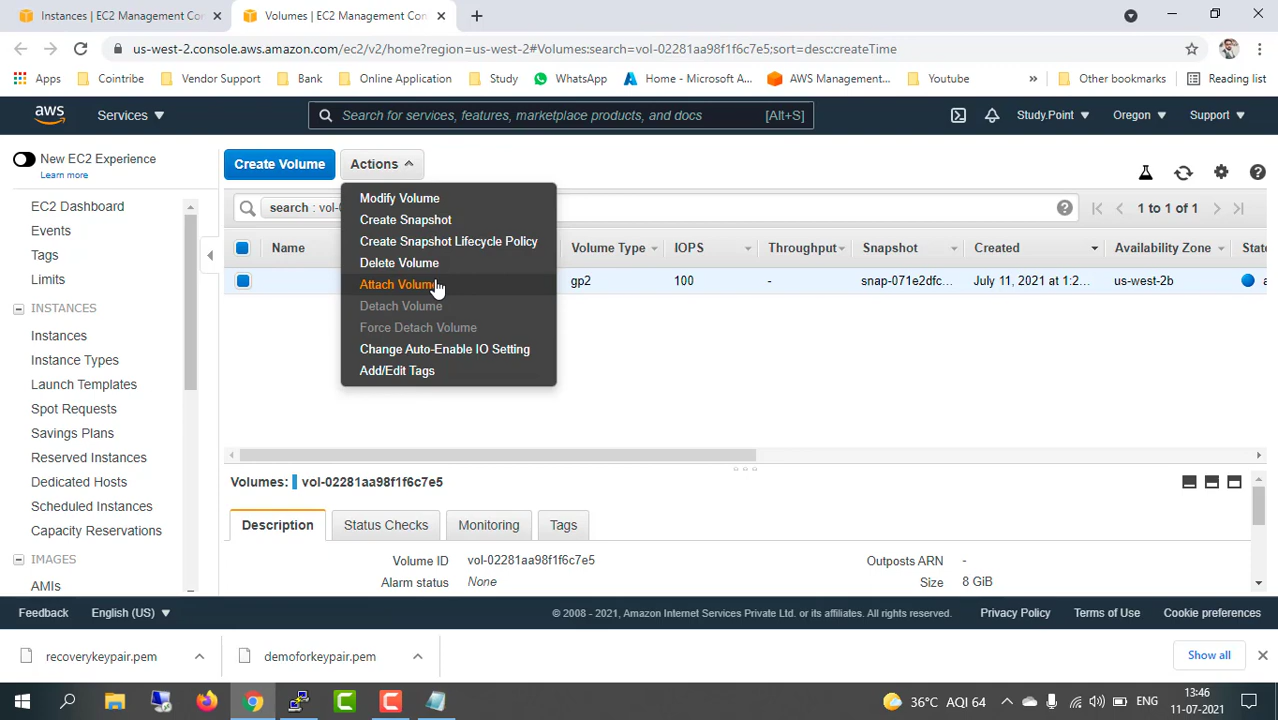 Instances | EC2 Management Con
Volumes | EC2 Management Cons
us-west-2.console.aws.amazon.com/ec2/v2/home?region=us-west-2#Volumes:search=vol-02281aa98f1f6c7e5;sort=desc:createTime
Apps
Cointribe
Vendor Support
Bank
Online Application
Study
WhatsApp
Home - Microsoft A...
AWS Management...
Youtube
»
Other bookmarks
Reading list
aws
Services
Search for services, features, marketplace products, and docs
[Alt+S]
Study.Point
Oregon
Support
New EC2 Experience
Learn more
Create Volume
Actions
EC2 Dashboard
Events
Tags
Limits
INSTANCES
Instances
Instance Types
Launch Templates
Spot Requests
Savings Plans
Reserved Instances
Dedicated Hosts
Scheduled Instances
Capacity Reservations
IMAGES
AMIs
Modify Volume
Create Snapshot
Create Snapshot Lifecycle Policy
Delete Volume
Attach Volume
Detach Volume
Force Detach Volume
Change Auto-Enable IO Setting
Add/Edit Tags
search : vol-0
1 to 1 of 1
Name
Volume Type
IOPS
Throughput
Snapshot
Created
Availability Zone
State
gp2
100
-
snap-071e2dfc...
July 11, 2021 at 1:2...
us-west-2b
a
Volumes:
vol-02281aa98f1f6c7e5
Description
Status Checks
Monitoring
Tags
Volume ID
vol-02281aa98f1f6c7e5
Outposts ARN
-
Alarm status
None
Size
8 GiB
Feedback
English (US)
© 2008 - 2021, Amazon Internet Services Private Ltd. or its affiliates. All rights reserved.
Privacy Policy
Terms of Use
Cookie preferences
recoverykeypair.pem
demoforkeypair.pem
Show all
36°C AQI 64
ENG
13:46
11-07-2021